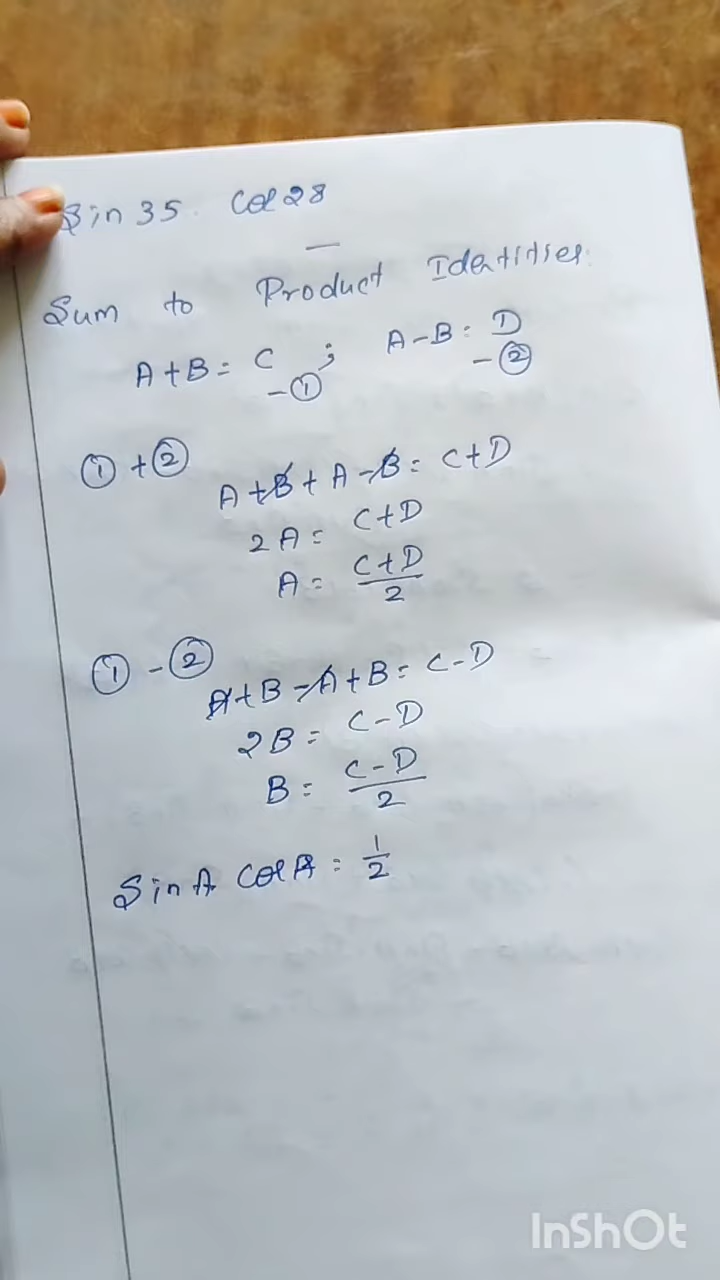 Sin 35. Cos 28
Sum to Product Identities:
A+B = C -① ; A-B = D -②
① + ② A+B+A-B = C+D
2A = C+D
A = C+D/2
① - ② A+B-A+B = C-D
2B = C-D
B = C-D/2
Sin A Cos B = 1/2
InShOt